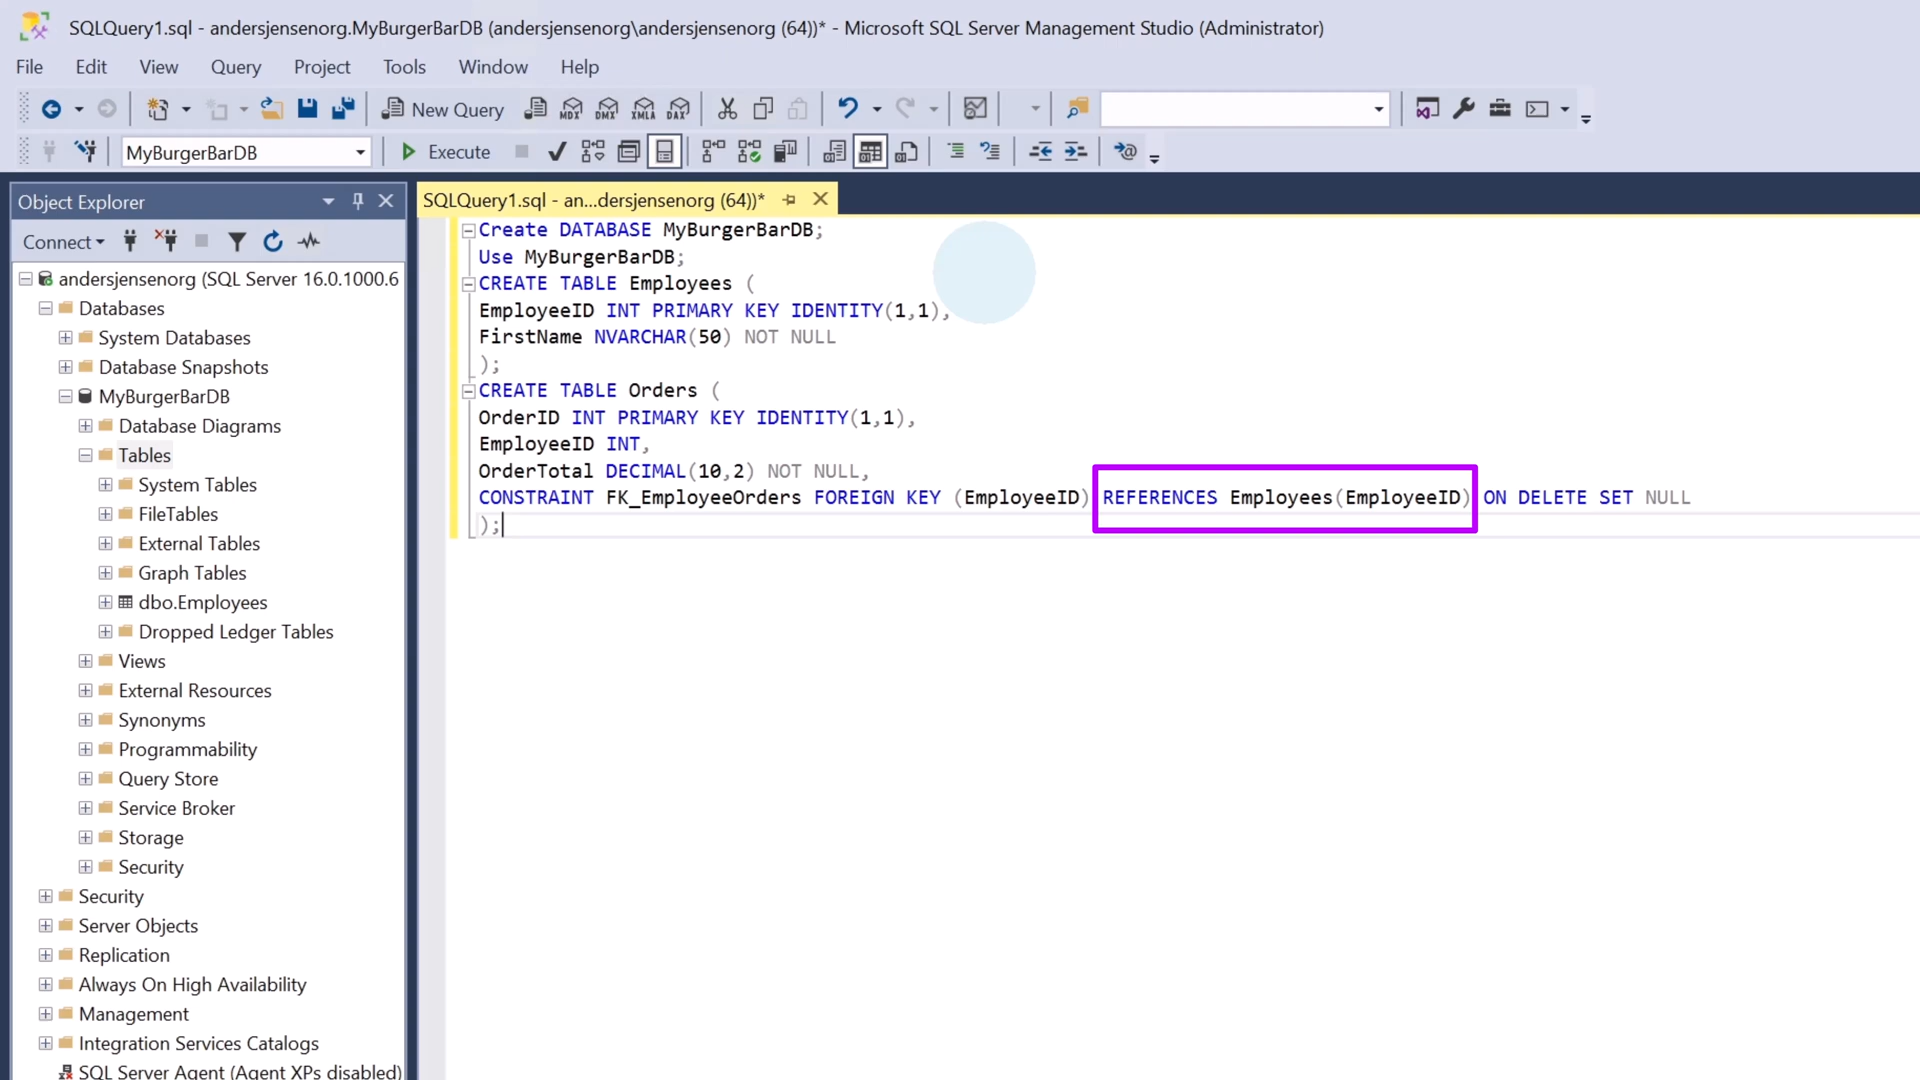 SQLQuery1.sql - andersjensenorg.MyBurgerBarDB (andersjensenorg\andersjensenorg (64))* - Microsoft SQL Server Management Studio (Administrator)
File Edit View Query Project Tools Window Help
New Query MDX DMX XMLA DAX
MyBurgerBarDB Execute
Object Explorer
Connect
andersjensenorg (SQL Server 16.0.1000.6
Databases
System Databases
Database Snapshots
MyBurgerBarDB
Database Diagrams
Tables
System Tables
FileTables
External Tables
Graph Tables
dbo.Employees
Dropped Ledger Tables
Views
External Resources
Synonyms
Programmability
Query Store
Service Broker
Storage
Security
Security
Server Objects
Replication
Always On High Availability
Management
Integration Services Catalogs
SQL Server Agent (Agent XPs disabled)
SQLQuery1.sql - an...dersjensenorg (64))*
Create DATABASE MyBurgerBarDB;
Use MyBurgerBarDB;
CREATE TABLE Employees (
EmployeeID INT PRIMARY KEY IDENTITY(1,1),
FirstName NVARCHAR(50) NOT NULL
);
CREATE TABLE Orders (
OrderID INT PRIMARY KEY IDENTITY(1,1),
EmployeeID INT,
OrderTotal DECIMAL(10,2) NOT NULL,
CONSTRAINT FK_EmployeeOrders FOREIGN KEY (EmployeeID) REFERENCES Employees(EmployeeID) ON DELETE SET NULL
);